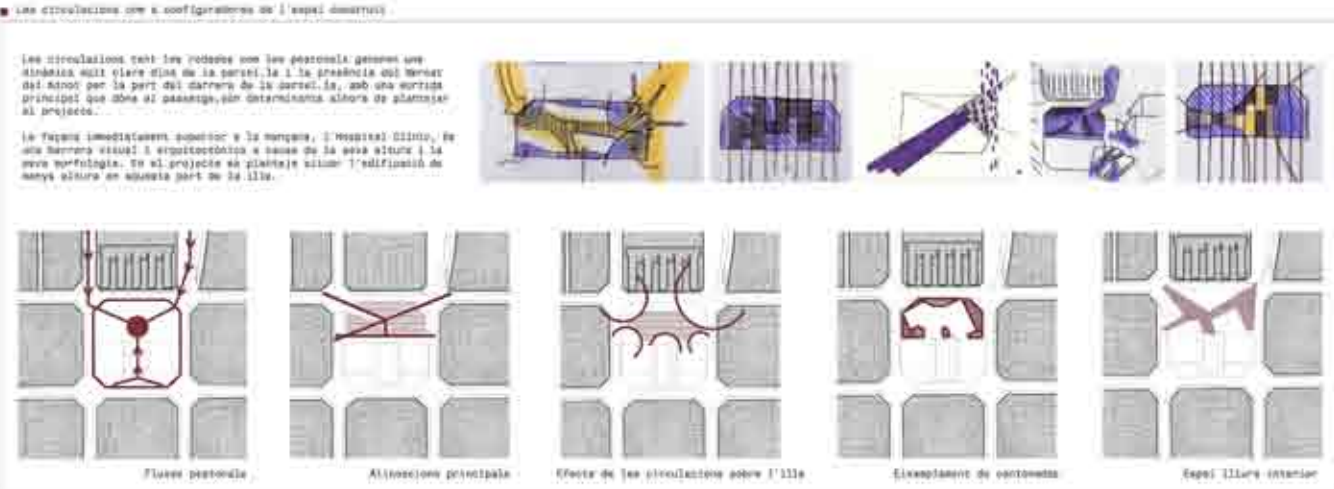 Les circulacions com a configuradores de l'espai construït
Les circulacions tant les rodades com les peatonals generen una
dinàmica molt clara dins de la parcel.la i la presència del Mercat
del Ninot per la part del darrera de la parcel.la, amb una sortida
principal que dóna al passatge, són determinants alhora de plantejar
el projecte.
La façana immediatament superior a la mançana, l'Hospital Clínic, és
una barrera visual i arquitectònica a causa de la seva altura i la
seva morfologia. En el projecte es planteja situar l'edificació de
menys altura en aquesta part de la illa.
Fluxos peatonals
Alineacions principals
Efecte de les circulacions sobre l'illa
Eixamplament de cantonades
Espai lliure interior